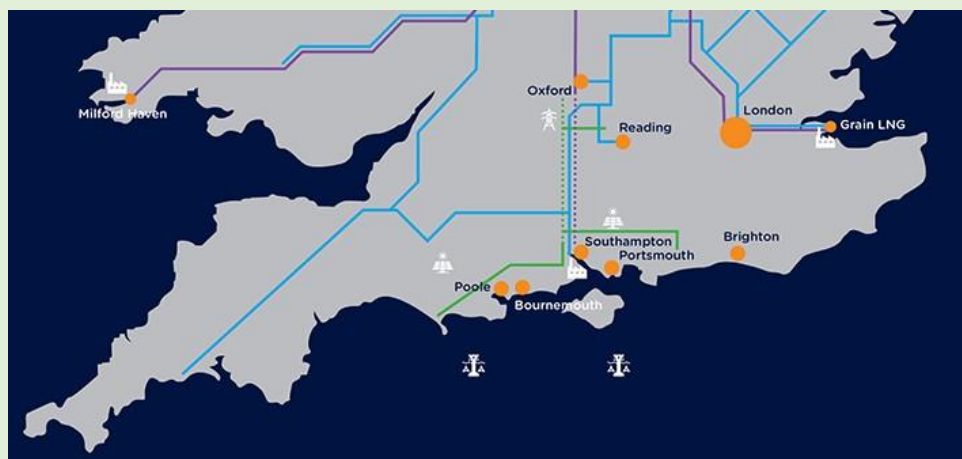 Oxford
Milford Haven
London
Reading
Grain LNG
Southampton
Brighton
Portsmouth
Poole
Bournemouth